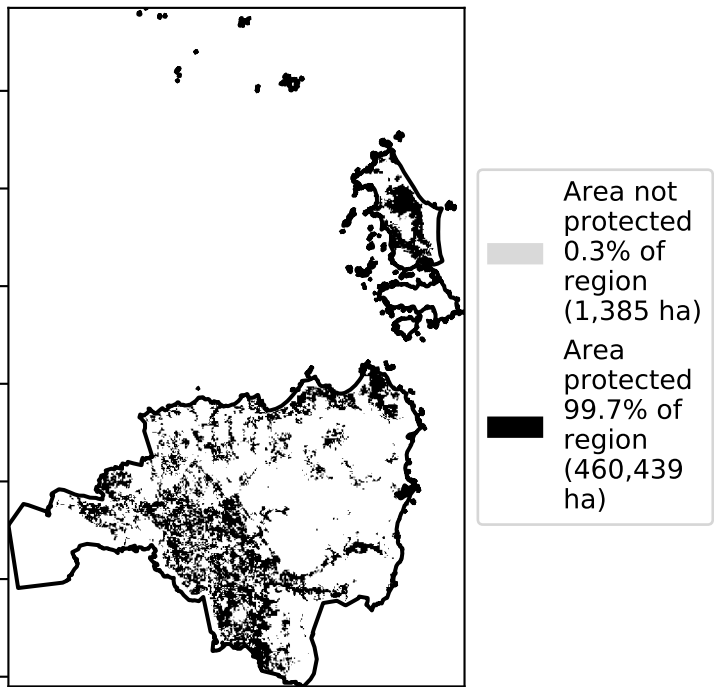 Area not
protected
0.3% of
region
(1,385 ha)
Area
protected
99.7% of
region
(460,439
ha)